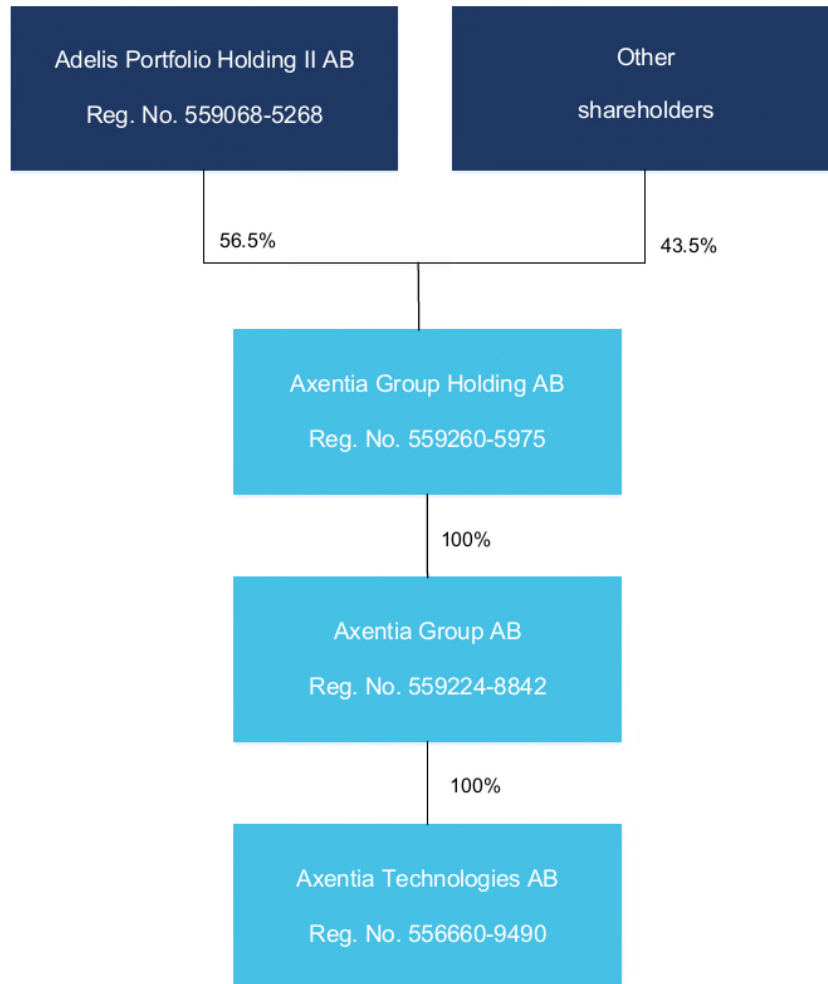 Adelis Portfolio Holding II AB
Reg. No. 559068-5268
Other
shareholders
56.5%
43.5%
Axentia Group Holding AB
Reg. No. 559260-5975
100%
Axentia Group AB
Reg. No. 559224-8842
100%
Axentia Technologies AB
Reg. No. 556660-9490